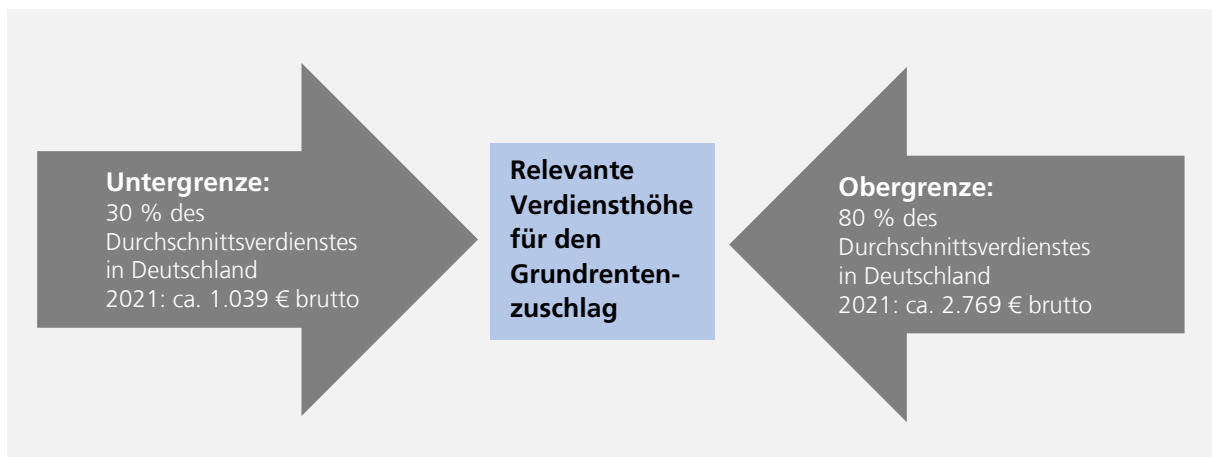 Untergrenze:
30 % des
Durchschnittsverdienstes
in Deutschland
2021: ca. 1.039 € brutto
Relevante
Verdiensthöhe
für den
Grundrenten-
zuschlag
Obergrenze:
80 % des
Durchschnittsverdienstes
in Deutschland
2021: ca. 2.769 € brutto